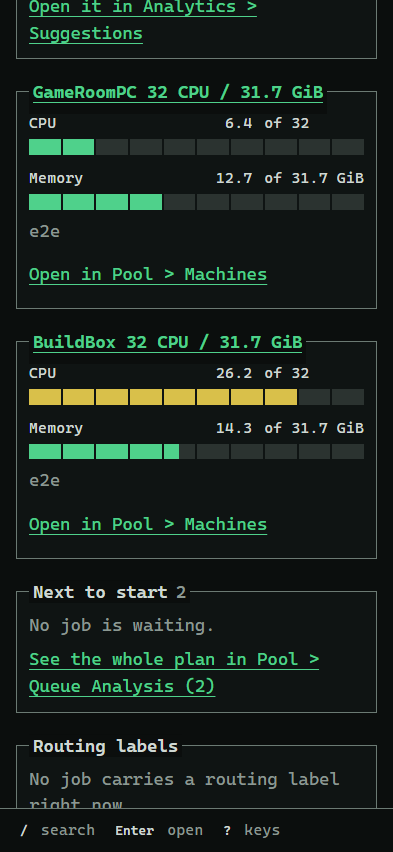 Open it in Analytics >
Suggestions
GameRoomPC 32 CPU / 31.7 GiB
CPU 6.4 of 32
Memory 12.7 of 31.7 GiB
e2e
Open in Pool > Machines
BuildBox 32 CPU / 31.7 GiB
CPU 26.2 of 32
Memory 14.3 of 31.7 GiB
e2e
Open in Pool > Machines
Next to start 2
No job is waiting.
See the whole plan in Pool >
Queue Analysis (2)
Routing labels
No job carries a routing label
right now
/ search Enter open ? keys